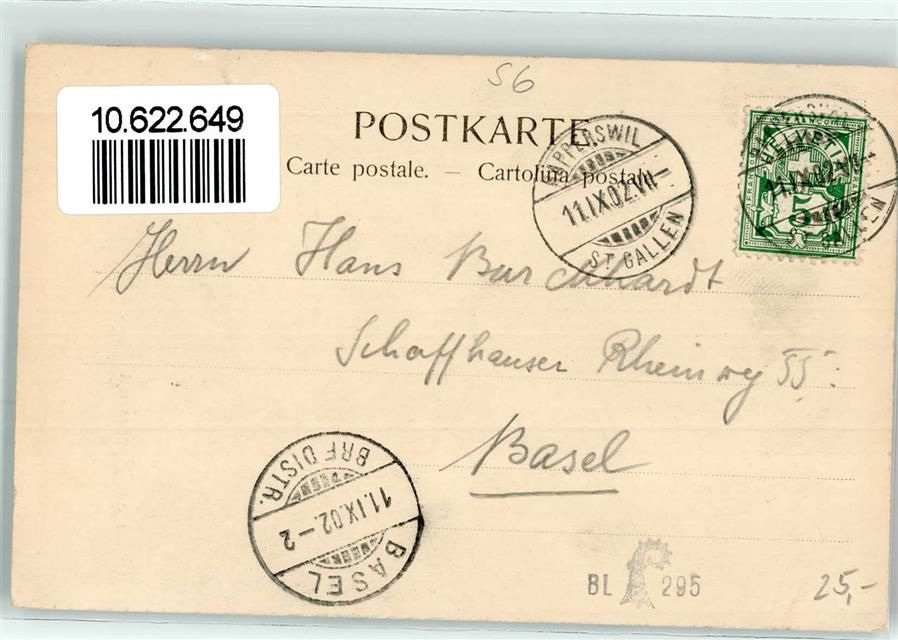 56
10.622.649
POSTKARTE.
Carte postale. — Cartolina postale.
RAPPERSWIL
11.IX.02.VII–
ST. GALLEN
HELVETIA
5
Herrn Hans Burckhardt
Schaffhauser Rheinweg 55.
Basel
BRF DISTR.
11.IX.02.–2
BASEL
BL 295
25,-